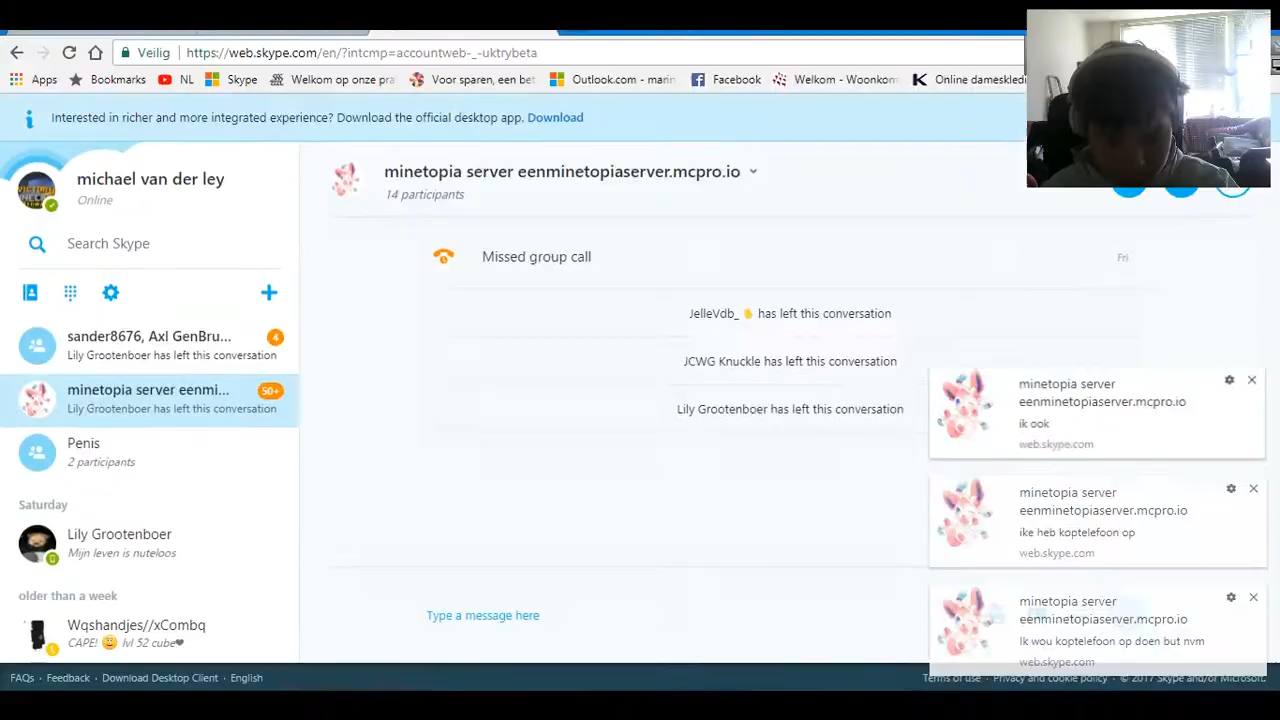 Veilig
https://web.skype.com/en/?intcmp=accountweb-_-uktrybeta
Apps
Bookmarks
NL
Skype
Welkom op onze pra
Voor spares en bet
Outlook.com - marin
Facebook
Welkom - Woonkom
Online dameskled
Interested in richer and more integrated experience? Download the official desktop app. Download
michael van der ley
Online
Search Skype
sander8676, Axl GenBru...
4
Lily Grootenboer has left this conversation
minetopia server eenmi...
50+
Lily Grootenboer has left this conversation
Penis
2 participants
Saturday
Lily Grootenboer
Mijn leven is nuteloos
older than a week
Wqshandjes//xCombq
CAPE! 😄 lvl 52 cube❤
minetopia server eenminetopiaserver.mcpro.io
14 participants
Missed group call
Fri
JelleVdb_ has left this conversation
JCWG Knuckle has left this conversation
Lily Grootenboer has left this conversation
Type a message here
minetopia server
eenminetopiaserver.mcpro.io
ik ook
web.skype.com
minetopia server
eenminetopiaserver.mcpro.io
ike heb koptelefoon op
web.skype.com
minetopia server
eenminetopiaserver.mcpro.io
Ik wou koptelefoon op doen but nvm
web.skype.com
FAQs
Feedback
Download Desktop Client
English
Terms of use
Privacy and cookie policy
© 2017 Skype and/or Microsoft.